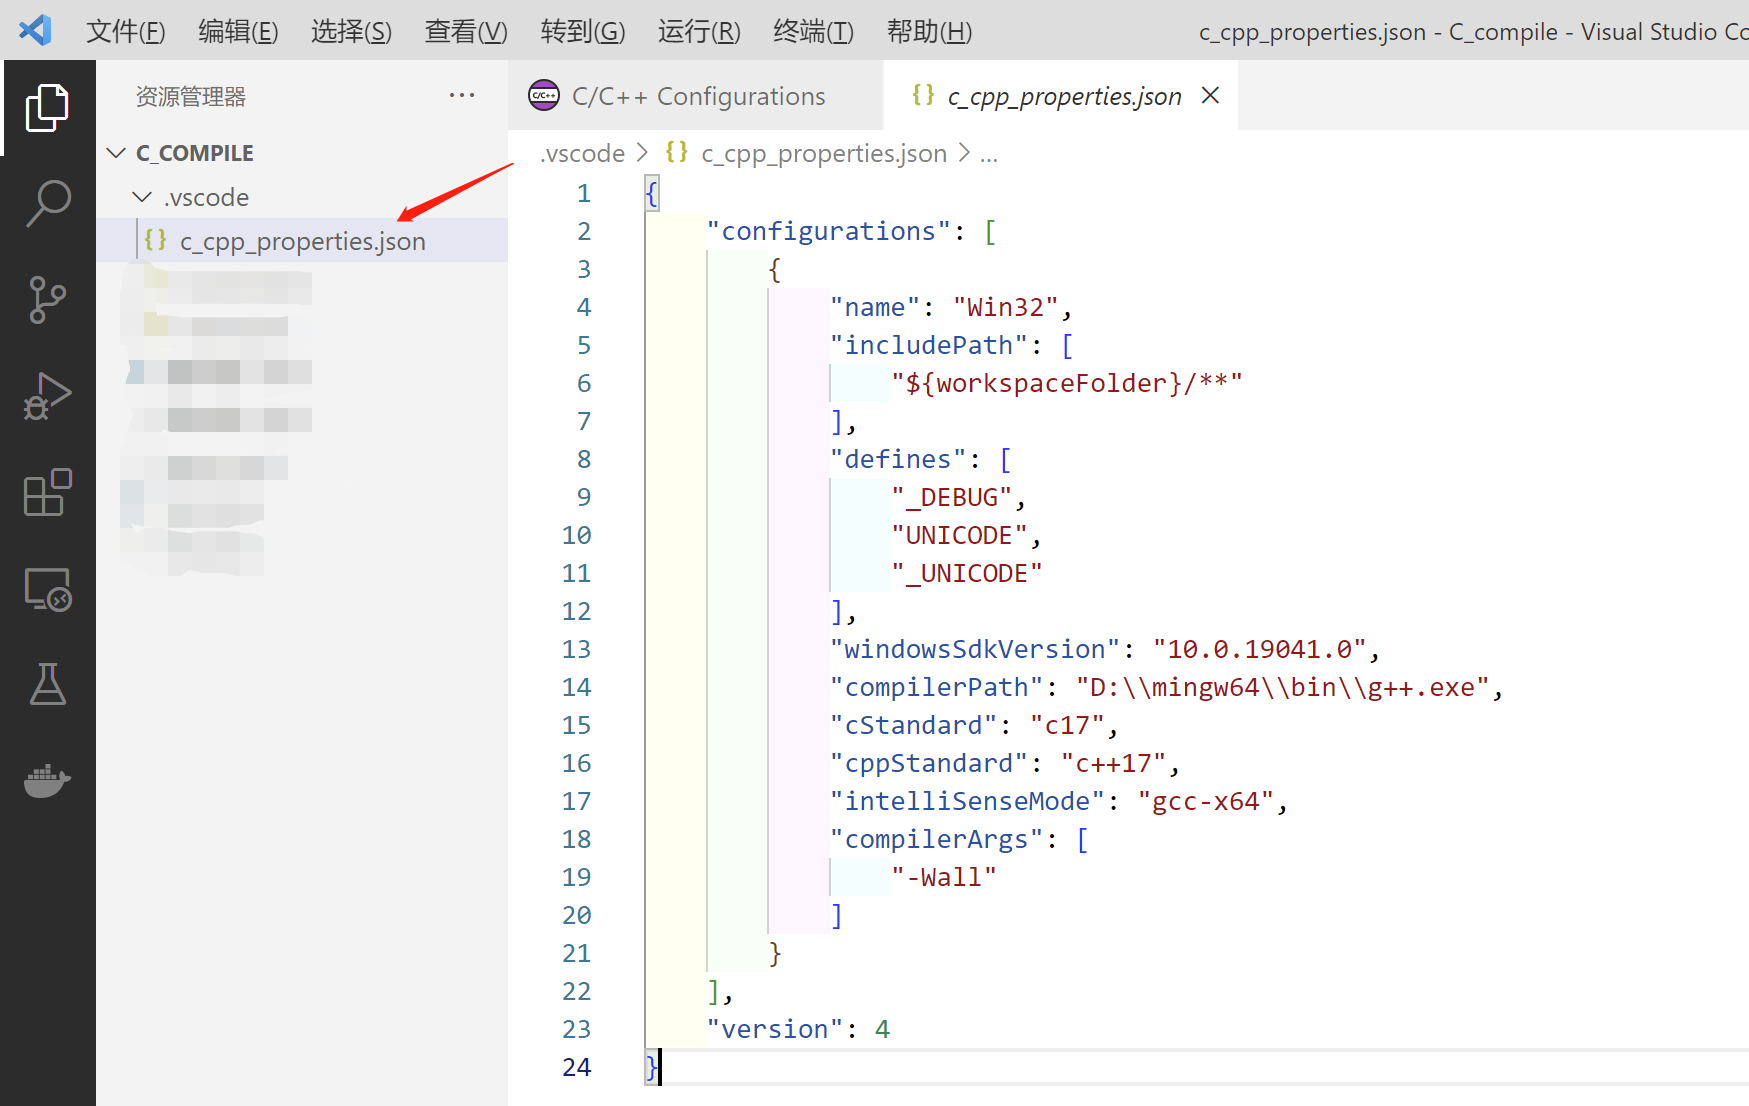 文件(F) 编辑(E) 选择(S) 查看(V) 转到(G) 运行(R) 终端(T) 帮助(H) c_cpp_properties.json - C_compile - Visual Studio Co
资源管理器 ···
C_COMPILE
.vscode
{} c_cpp_properties.json
C/C++ C/C++ Configurations {} c_cpp_properties.json
.vscode > {} c_cpp_properties.json > ...
1 {
2 "configurations": [
3 {
4 "name": "Win32",
5 "includePath": [
6 "${workspaceFolder}/**"
7 ],
8 "defines": [
9 "_DEBUG",
10 "UNICODE",
11 "_UNICODE"
12 ],
13 "windowsSdkVersion": "10.0.19041.0",
14 "compilerPath": "D:\\mingw64\\bin\\g++.exe",
15 "cStandard": "c17",
16 "cppStandard": "c++17",
17 "intelliSenseMode": "gcc-x64",
18 "compilerArgs": [
19 "-Wall"
20 ]
21 }
22 ],
23 "version": 4
24 }